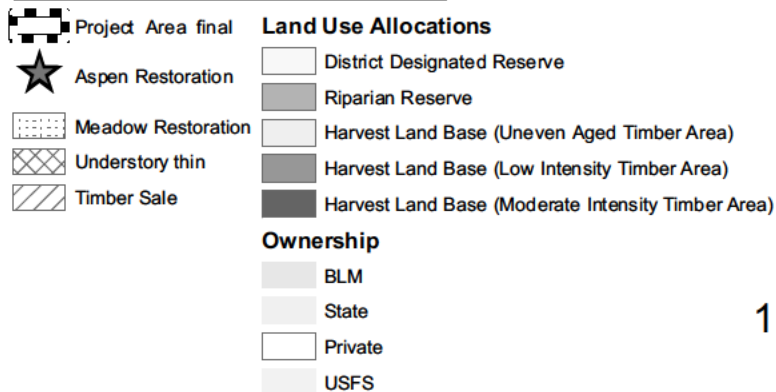 Project Area final
Aspen Restoration
Meadow Restoration
Understory thin
Timber Sale
Land Use Allocations
District Designated Reserve
Riparian Reserve
Harvest Land Base (Uneven Aged Timber Area)
Harvest Land Base (Low Intensity Timber Area)
Harvest Land Base (Moderate Intensity Timber Area)
Ownership
BLM
State
Private
USFS
1